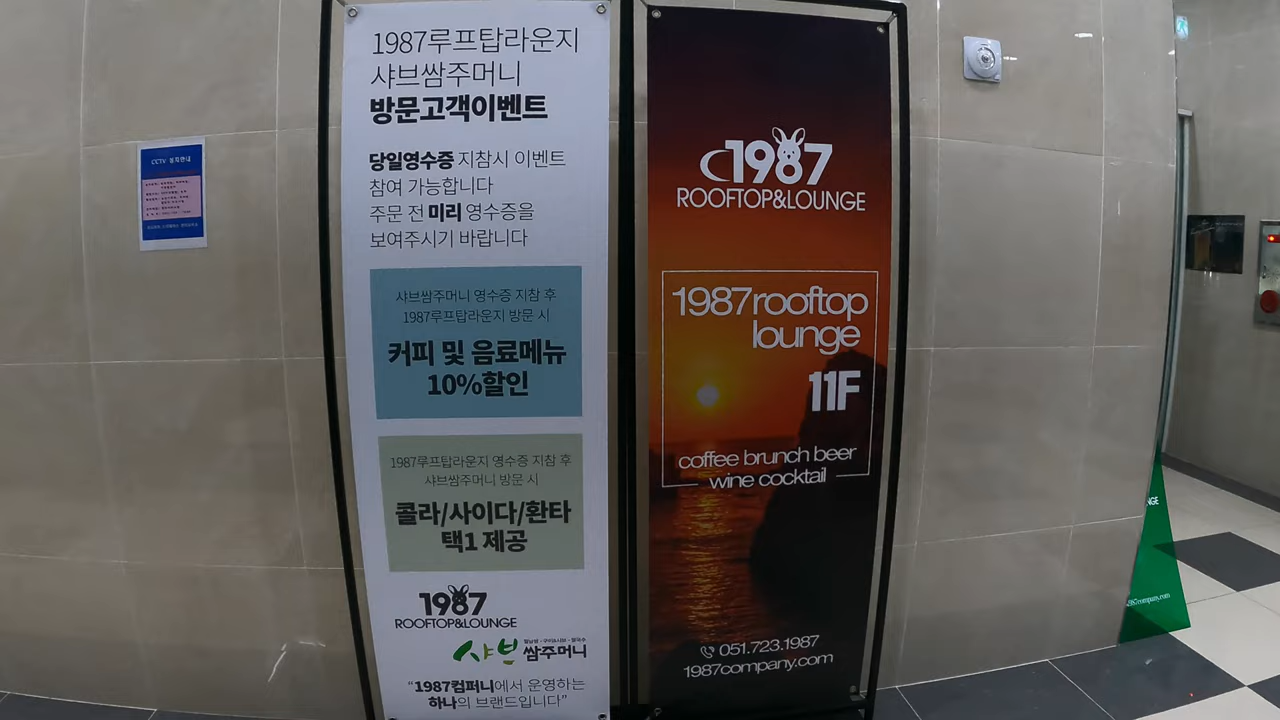 CCTV 설치안내
1987루프탑라운지
샤브쌈주머니
방문고객이벤트
당일영수증 지참시 이벤트
참여 가능합니다
주문 전 미리 영수증을
보여주시기 바랍니다
샤브쌈주머니 영수증 지참 후
1987루프탑라운지 방문 시
커피 및 음료메뉴
10%할인
1987루프탑라운지 영수증 지참 후
샤브쌈주머니 방문 시
콜라/사이다/환타
택1 제공
1987
ROOFTOP&LOUNGE
샤브 쌈주머니
"1987컴퍼니에서 운영하는
하나의 브랜드입니다"
1987
ROOFTOP&LOUNGE
1987rooftop
lounge
11F
coffee brunch beer
wine cocktail
051.723.1987
1987company.com